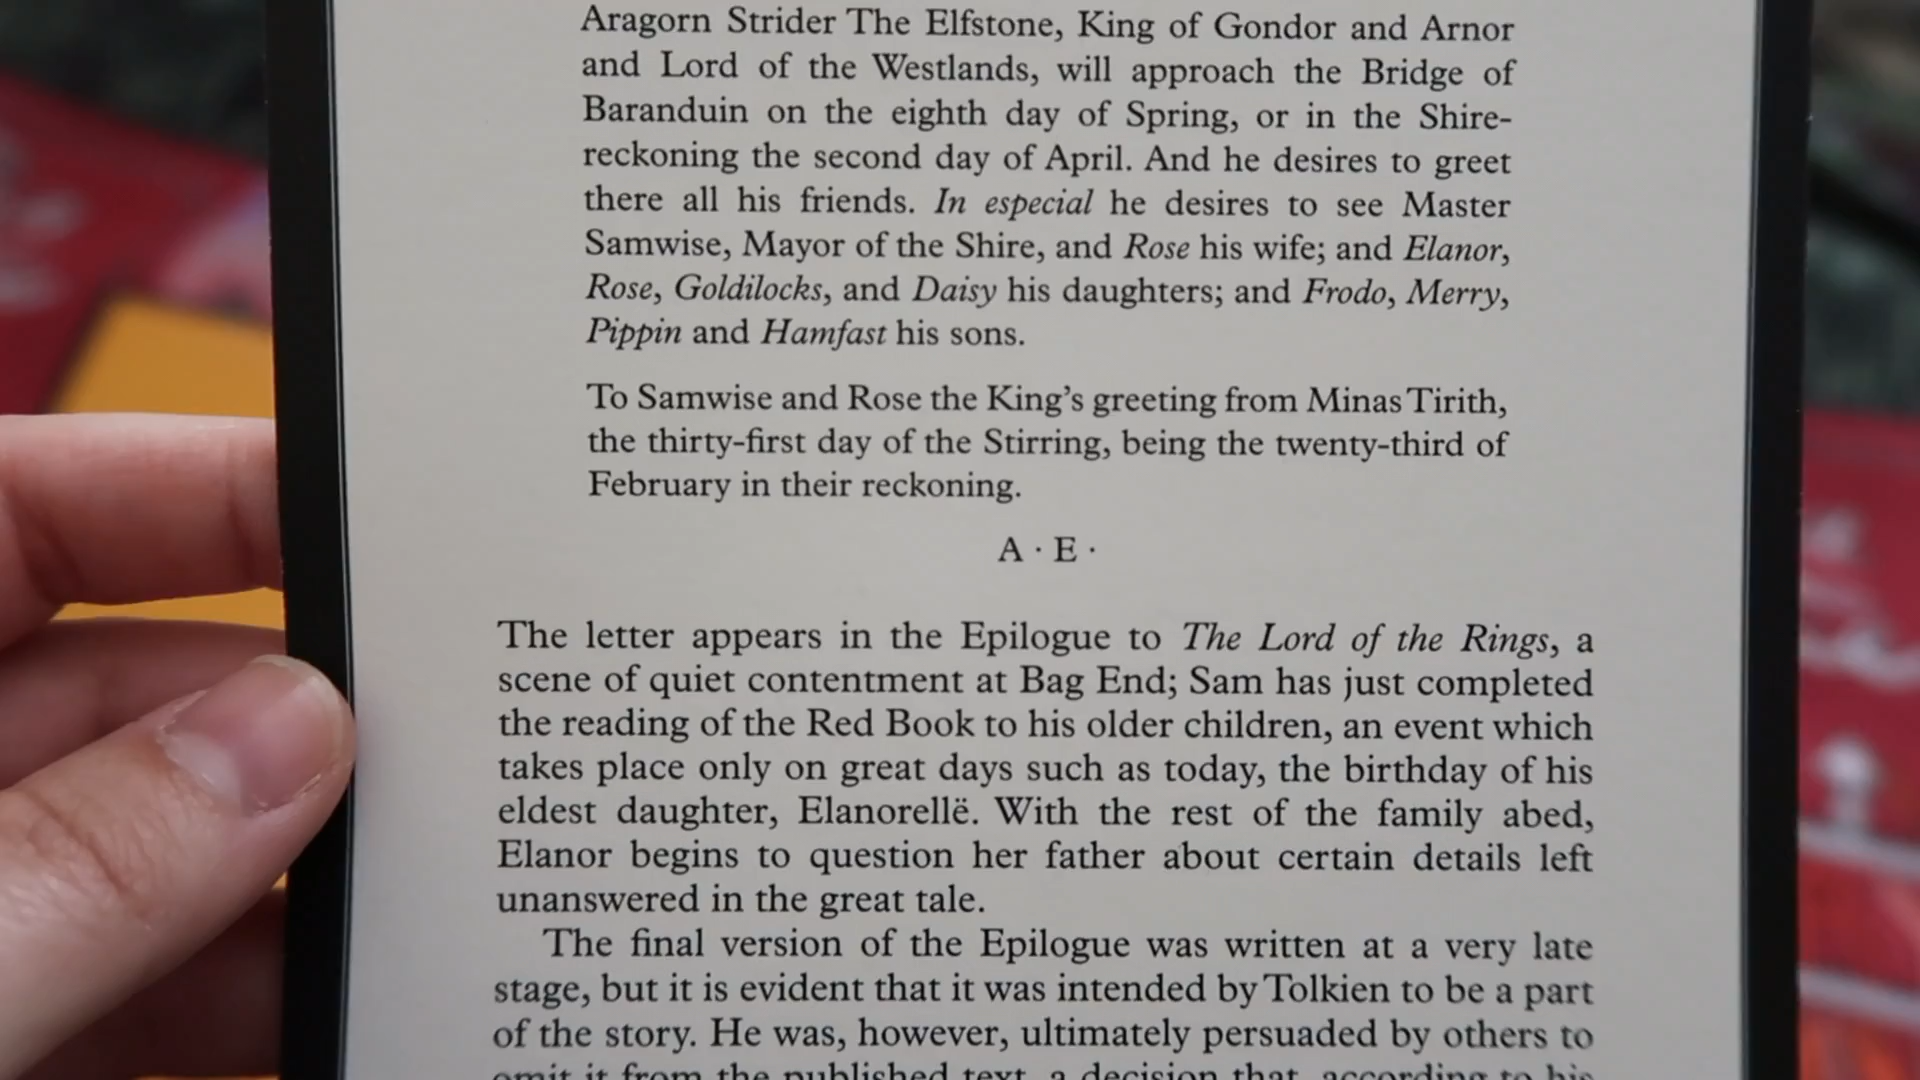 Aragorn Strider The Elfstone, King of Gondor and Arnor
and Lord of the Westlands, will approach the Bridge of
Baranduin on the eighth day of Spring, or in the Shire-
reckoning the second day of April. And he desires to greet
there all his friends. In especial he desires to see Master
Samwise, Mayor of the Shire, and Rose his wife; and Elanor,
Rose, Goldilocks, and Daisy his daughters; and Frodo, Merry,
Pippin and Hamfast his sons.
To Samwise and Rose the King's greeting from Minas Tirith,
the thirty-first day of the Stirring, being the twenty-third of
February in their reckoning.
A · E ·
The letter appears in the Epilogue to The Lord of the Rings, a
scene of quiet contentment at Bag End; Sam has just completed
the reading of the Red Book to his older children, an event which
takes place only on great days such as today, the birthday of his
eldest daughter, Elanorellë. With the rest of the family abed,
Elanor begins to question her father about certain details left
unanswered in the great tale.
The final version of the Epilogue was written at a very late
stage, but it is evident that it was intended by Tolkien to be a part
of the story. He was, however, ultimately persuaded by others to
omit it from the published text, a decision that, according to his